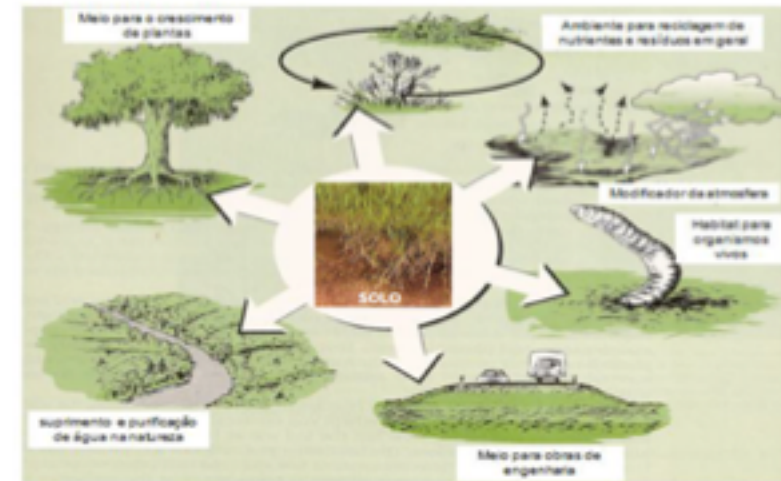 Meio para o crescimento
de plantas
Ambiente para reciclagem de
nutrientes e resíduos em geral
Modificador da atmosfera
Habitat para
organismos
vivos
SOLO
suprimento e purificação
de água na natureza
Meio para obras de
engenharia